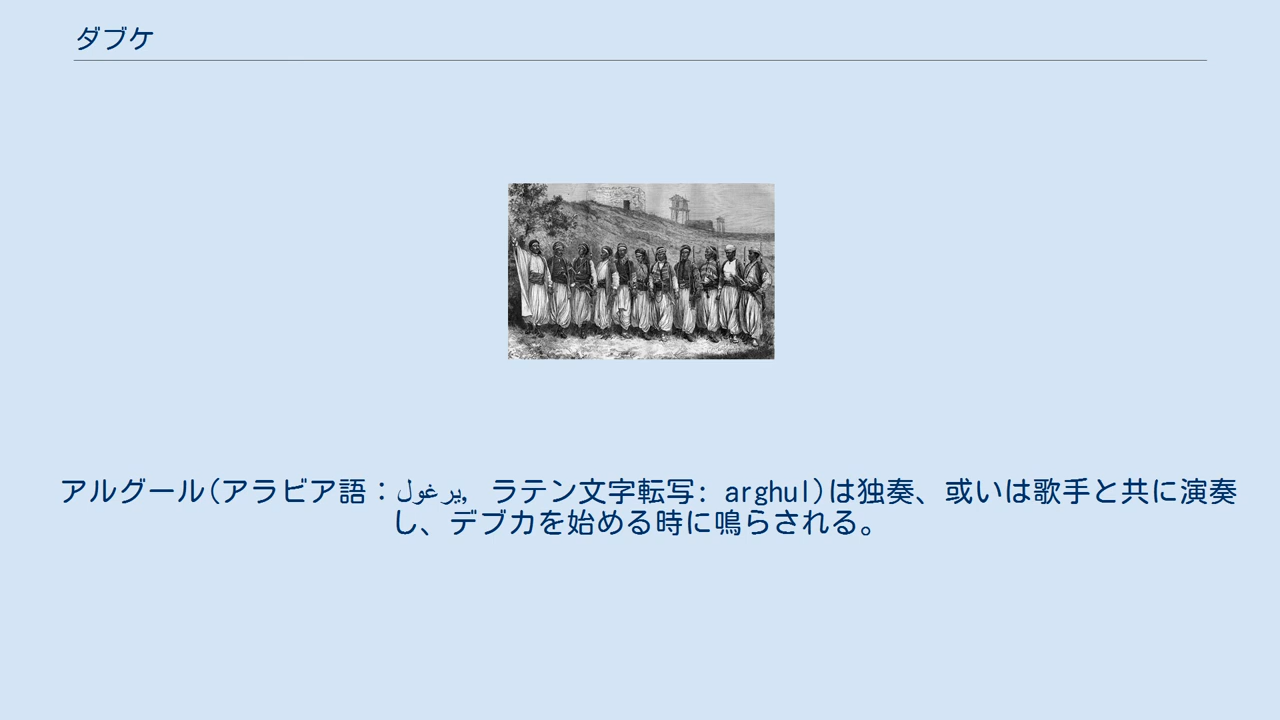 ダブケ
アルグール(アラビア語：يرغول, ラテン文字転写: arghul)は独奏、或いは歌手と共に演奏
し、デブカを始める時に鳴らされる。